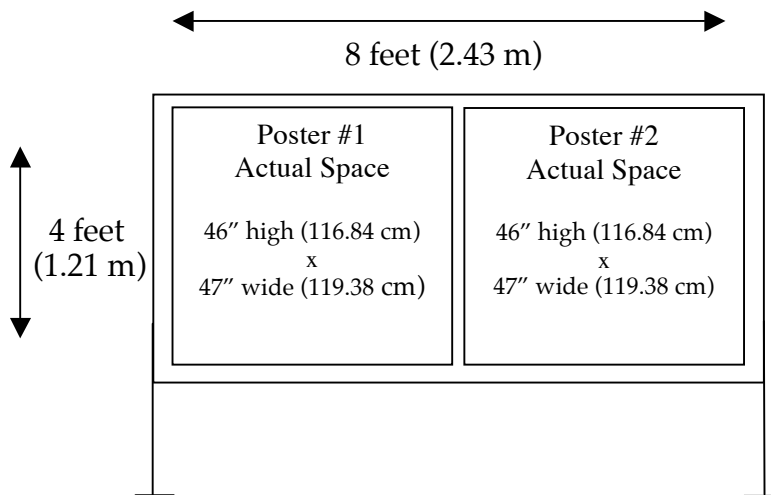 8 feet (2.43 m)
Poster #1
Actual Space
46″ high (116.84 cm)
x
47″ wide (119.38 cm)
Poster #2
Actual Space
46″ high (116.84 cm)
x
47″ wide (119.38 cm)
4 feet
(1.21 m)